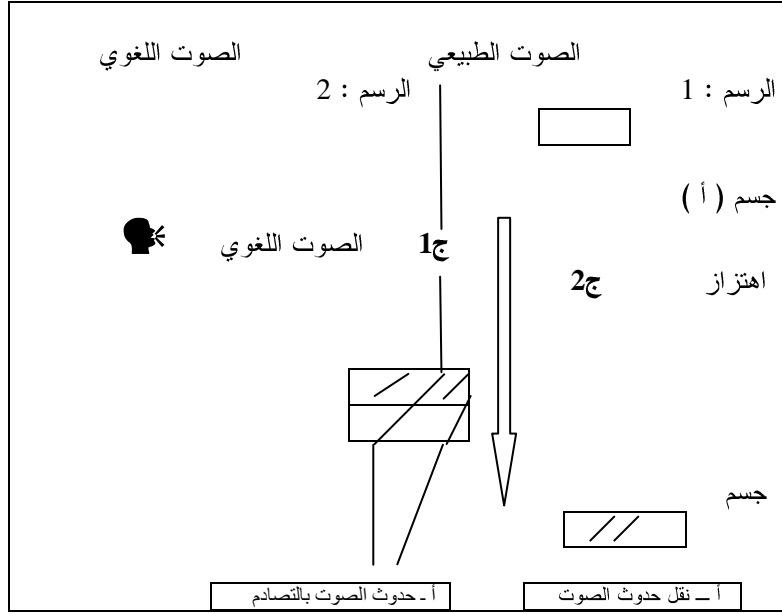 الصوت الطبيعي
الصوت اللغوي
الرسم : 1
الرسم : 2
جسم ( أ )
ج1
الصوت اللغوي
اهتزاز
ج2
جسم
أ – نقل حدوث الصوت
أ - حدوث الصوت بالتصادم